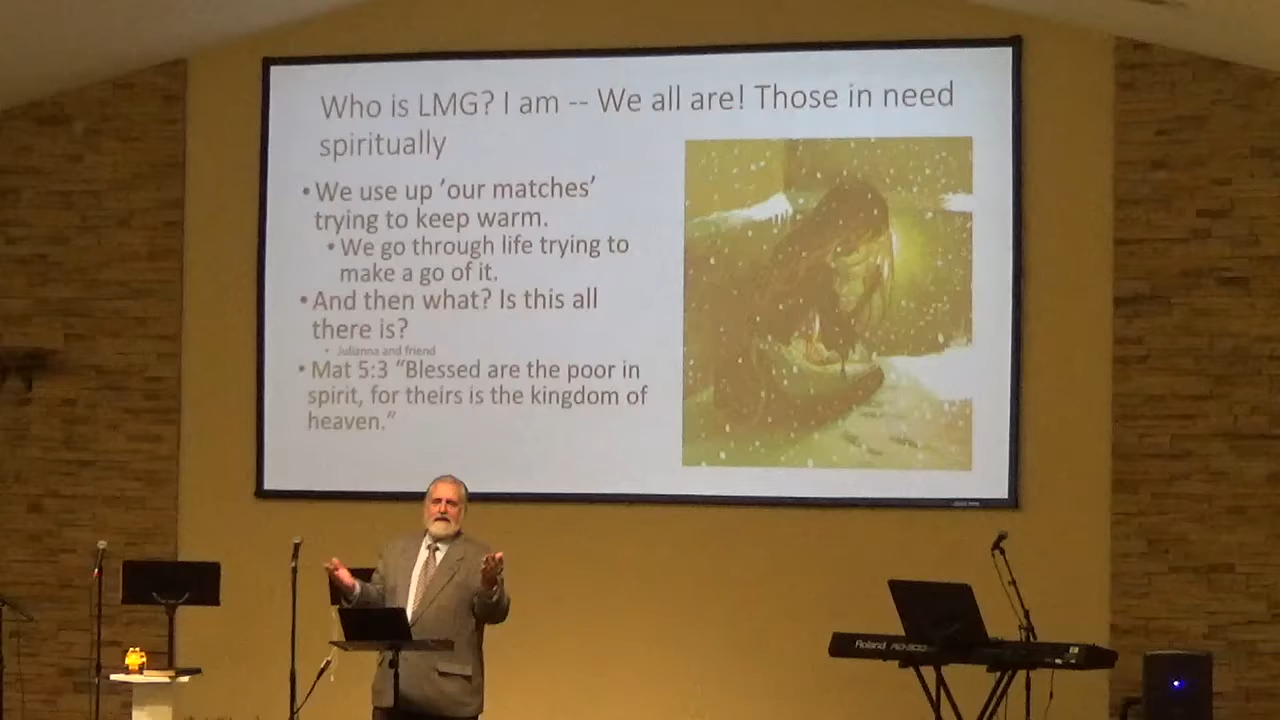 Who is LMG? I am -- We all are! Those in need
spiritually
• We use up ‘our matches’
trying to keep warm.
• We go through life trying to
make a go of it.
• And then what? Is this all
there is?
• Julianna and friend
• Mat 5:3 “Blessed are the poor in
spirit, for theirs is the kingdom of
heaven.”
Roland